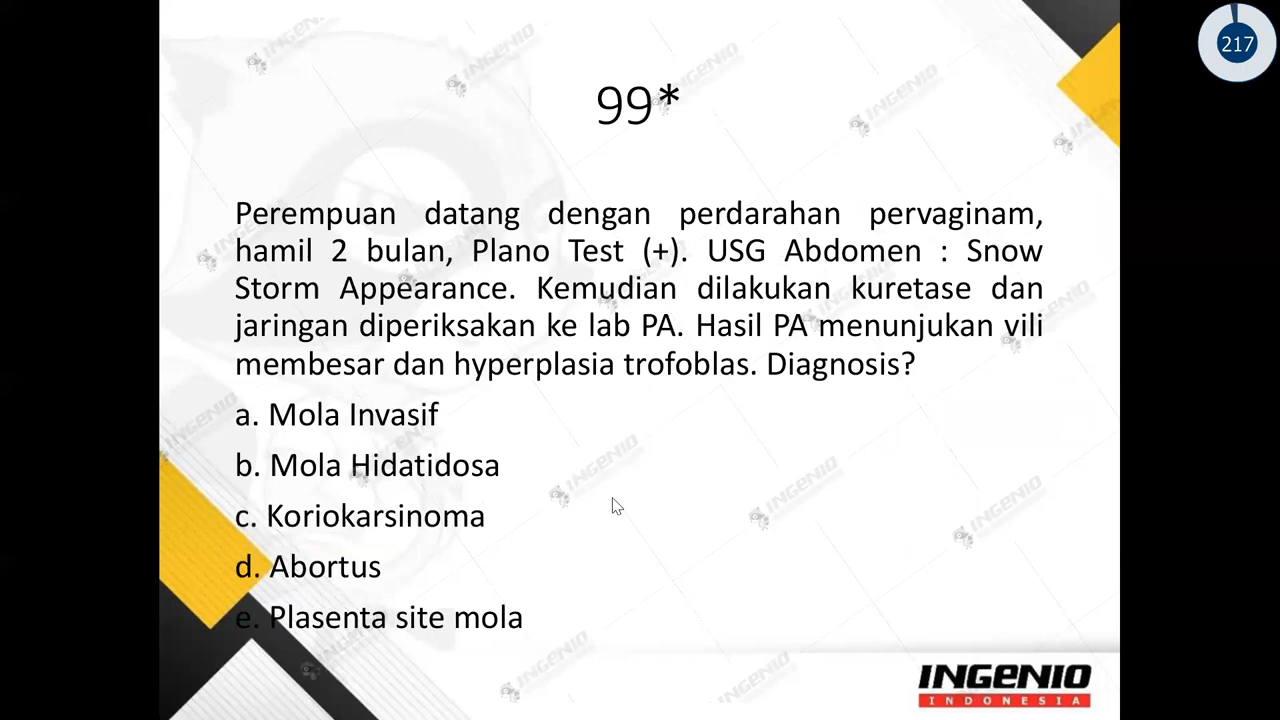 217
99*
Perempuan datang dengan perdarahan pervaginam,
hamil 2 bulan, Plano Test (+). USG Abdomen : Snow
Storm Appearance. Kemudian dilakukan kuretase dan
jaringan diperiksakan ke lab PA. Hasil PA menunjukan vili
membesar dan hyperplasia trofoblas. Diagnosis?
a. Mola Invasif
b. Mola Hidatidosa
c. Koriokarsinoma
d. Abortus
e. Plasenta site mola
INGENIO
INDONESIA